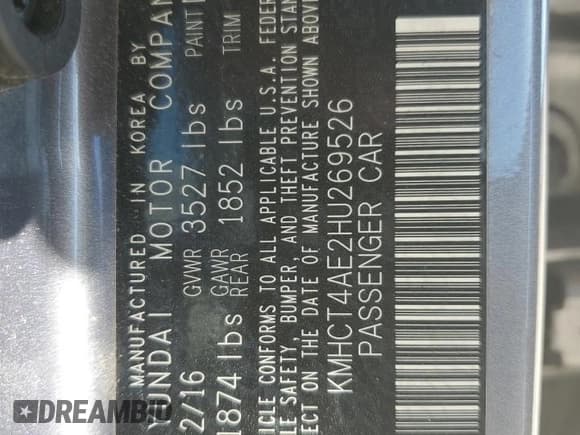 MANUFACTURED IN KOREA BY
YUNDAI MOTOR COMPAN
2/16 GVWR 3527 lbs PAINT
1874 lbs GAWR REAR 1852 lbs TRIM
ICLE CONFORMS TO ALL APPLICABLE U.S.A. FEDER
LE SAFETY, BUMPER, AND THEFT PREVENTION STAN
ECT ON THE DATE OF MANUFACTURE SHOWN ABOVE
KMHCT4AE2HU269526
PASSENGER CAR
DREAMBID